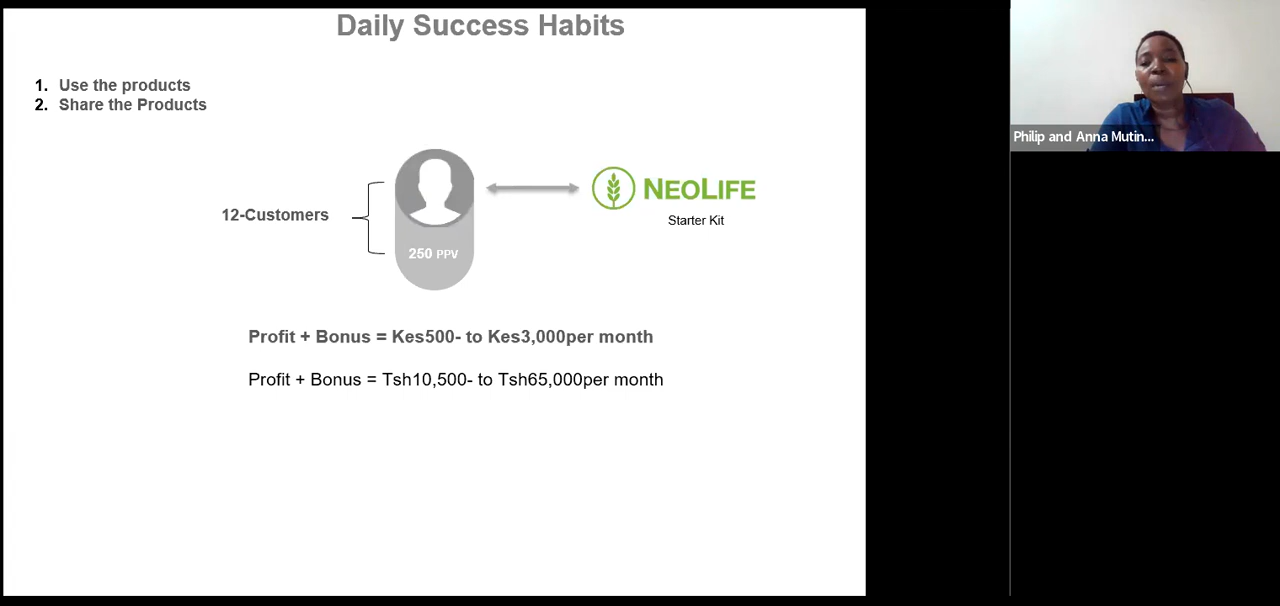 Daily Success Habits
1. Use the products
2. Share the Products
12-Customers
250 PPV
NEOLIFE
Starter Kit
Profit + Bonus = Kes500- to Kes3,000per month
Profit + Bonus = Tsh10,500- to Tsh65,000per month
Philip and Anna Mutin...